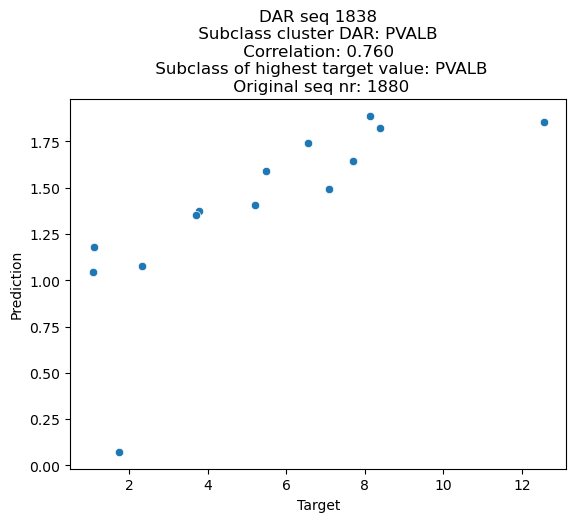 DAR seq 1838
Subclass cluster DAR: PVALB
Correlation: 0.760
Subclass of highest target value: PVALB
Original seq nr: 1880
1.75
1.50
1.25
1.00
0.75
0.50
0.25
0.00
Prediction
2 4 6 8 10 12
Target